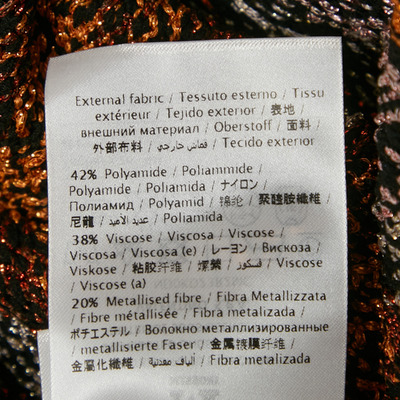 External fabric / Tessuto esterno / Tissu
extérieur / Tejido exterior / 表地 /
внешний материал / Oberstoff / 面料 /
外部布料 / قماش خارجي / Tecido exterior
42% Polyamide / Poliammide /
Polyamide / Poliamida / ナイロン /
Полиамид / Polyamid / 锦纶 / 聚醯胺纖維 /
尼龍 / عديد الأميد / Poliamida
38% Viscose / Viscosa / Viscose /
Viscosa / Viscosa (e) / レーヨン / Вискоза /
Viskose / 粘胶纤维 / 嫘縈 / فسكوز / Viscose /
Viscose (a)
20% Metallised fibre / Fibra Metallizzata
/ Fibre métallisée / Fibra metalizada /
ポチエステル / Волокно металлизированные
/ metallisierte Faser / 金属镀膜纤维 /
金屬化纖維 / ألياف معدنية / Fibra metalizada